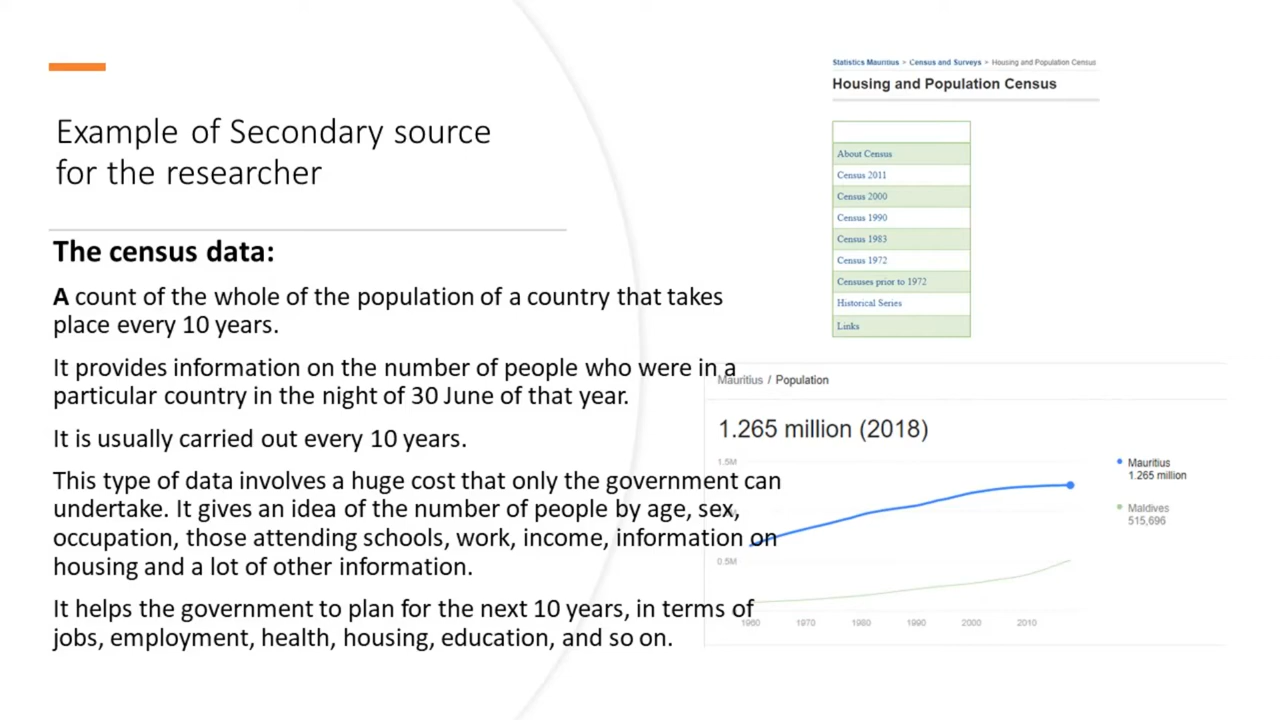 Example of Secondary source
for the researcher
The census data:
A count of the whole of the population of a country that takes
place every 10 years.
It provides information on the number of people who were in a
particular country in the night of 30 June of that year.
It is usually carried out every 10 years.
This type of data involves a huge cost that only the government can
undertake. It gives an idea of the number of people by age, sex,
occupation, those attending schools, work, income, information on
housing and a lot of other information.
It helps the government to plan for the next 10 years, in terms of
jobs, employment, health, housing, education, and so on.
Statistics Mauritius > Census and Surveys > Housing and Population Census
Housing and Population Census
About Census
Census 2011
Census 2000
Census 1990
Census 1983
Census 1972
Censuses prior to 1972
Historical Series
Links
Mauritius / Population
1.265 million (2018)
1.5M
0.5M
1960 1970 1980 1990 2000 2010
Mauritius
1.265 million
Maldives
515,696